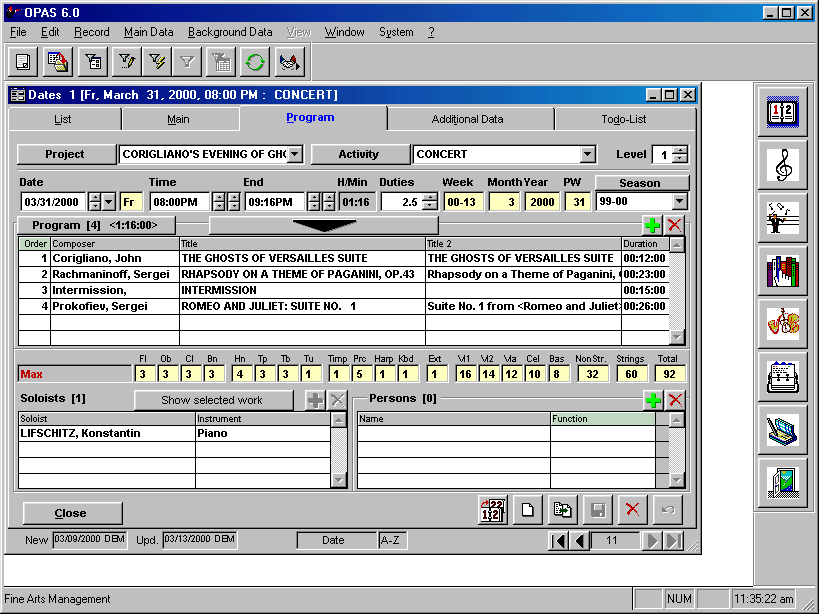 OPAS 6.0
File Edit Record Main Data Background Data View Window System ?
Dates 1 [Fr, March 31, 2000, 08:00 PM : CONCERT]
List Main Program Additional Data Todo-List
Project CORIGLIANO'S EVENING OF GHO Activity CONCERT Level 1
Date Time End H/Min Duties Week Month Year PW Season
03/31/2000 Fr 08:00PM 09:16PM 01:16 2.5 00-13 3 2000 31 99-00
Program [4] <1:16:00>
Order Composer Title Title 2 Duration
1 Corigliano, John THE GHOSTS OF VERSAILLES SUITE THE GHOSTS OF VERSAILLES SUITE 00:12:00
2 Rachmaninoff, Sergei RHAPSODY ON A THEME OF PAGANINI, OP.43 Rhapsody on a Theme of Paganini, 00:23:00
3 Intermission, INTERMISSION 00:15:00
4 Prokofiev, Sergei ROMEO AND JULIET: SUITE NO. 1 Suite No. 1 from <Romeo and Juliet> 00:26:00
Fl Ob Cl Bn Hn Tp Tb Tu Timp Prc Harp Kbd Ext Vl1 Vl2 Vla Cel Bas NonStr. Strings Total
Max 3 3 3 3 4 3 3 1 1 5 1 1 1 16 14 12 10 8 32 60 92
Soloists [1] Show selected work Persons [0]
Soloist Instrument Name Function
LIFSCHITZ, Konstantin Piano
12
12
Close
New 03/09/2000 DEM Upd. 03/13/2000 DEM Date A-Z 11
Fine Arts Management NUM 11:35:22 am